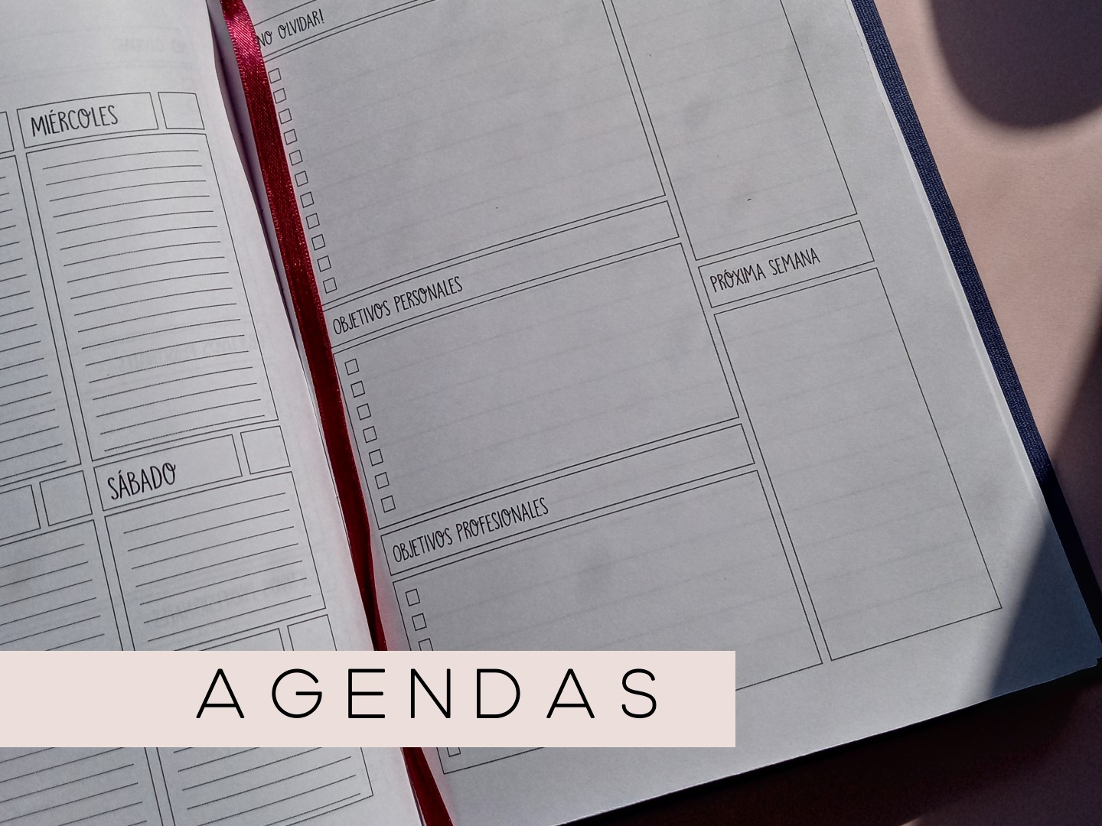 MIÉRCOLES
SÁBADO
NO OLVIDAR!
OBJETIVOS PERSONALES
OBJETIVOS PROFESIONALES
PRÓXIMA SEMANA
AGENDAS